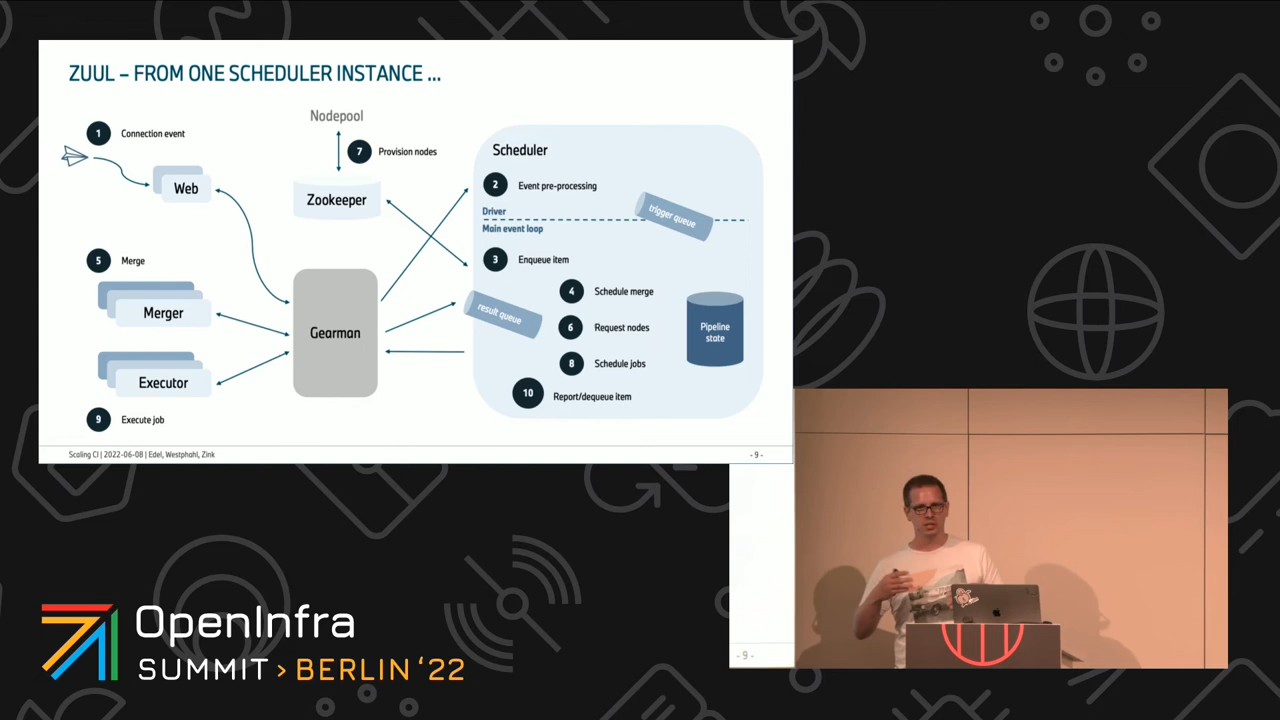 ZUUL – FROM ONE SCHEDULER INSTANCE ...
1 Connection event
Web
Nodepool
7 Provision nodes
Zookeeper
5 Merge
Merger
Executor
9 Execute job
Gearman
Scheduler
2 Event pre-processing
trigger queue
Driver
Main event loop
3 Enqueue item
result queue
4 Schedule merge
6 Request nodes
8 Schedule jobs
Pipeline
state
10 Report/dequeue item
Scaling CI | 2022-06-08 | Edel, Westphahl, Zink
- 9 -
- 9 -
OpenInfra
SUMMIT > BERLIN ‘22